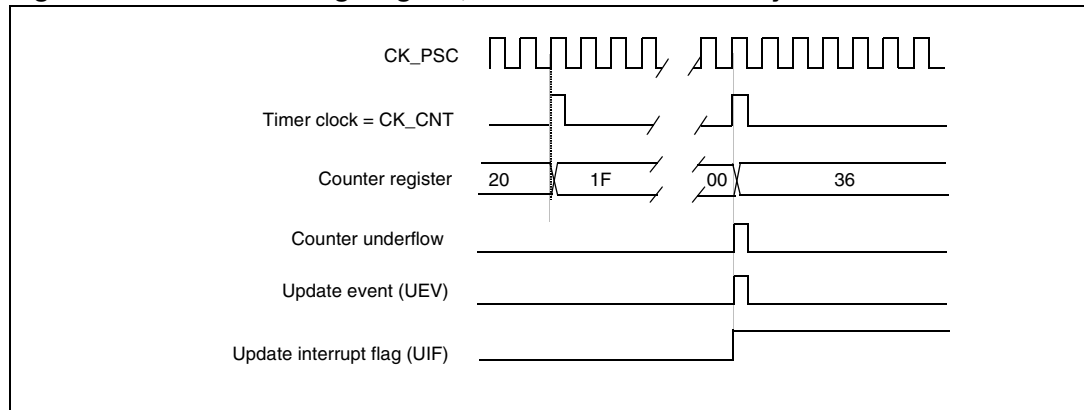 CK_PSC
Timer clock = CK_CNT
Counter register 20 1F 00 36
Counter underflow
Update event (UEV)
Update interrupt flag (UIF)